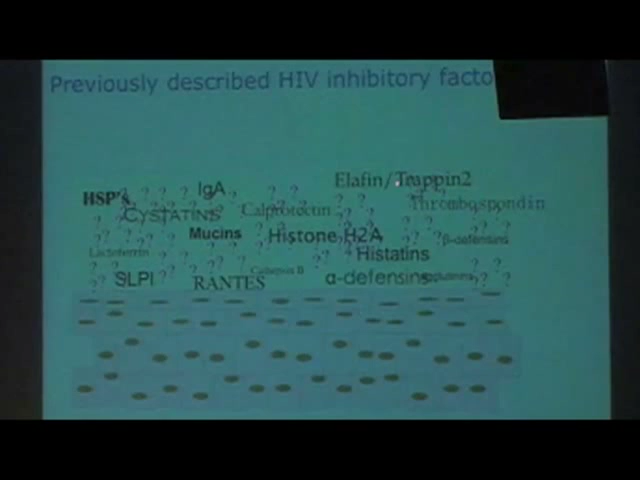 Previously described HIV inhibitory facto
Elafin/Trappin2
IgA
HSP's
Thrombospondin
CYSTATINS
Calprotectin
Mucins
Histone H2A
β-defensins
Lactoferrin
Histatins
Cathepsin B
SLPI
RANTES
α-defensins